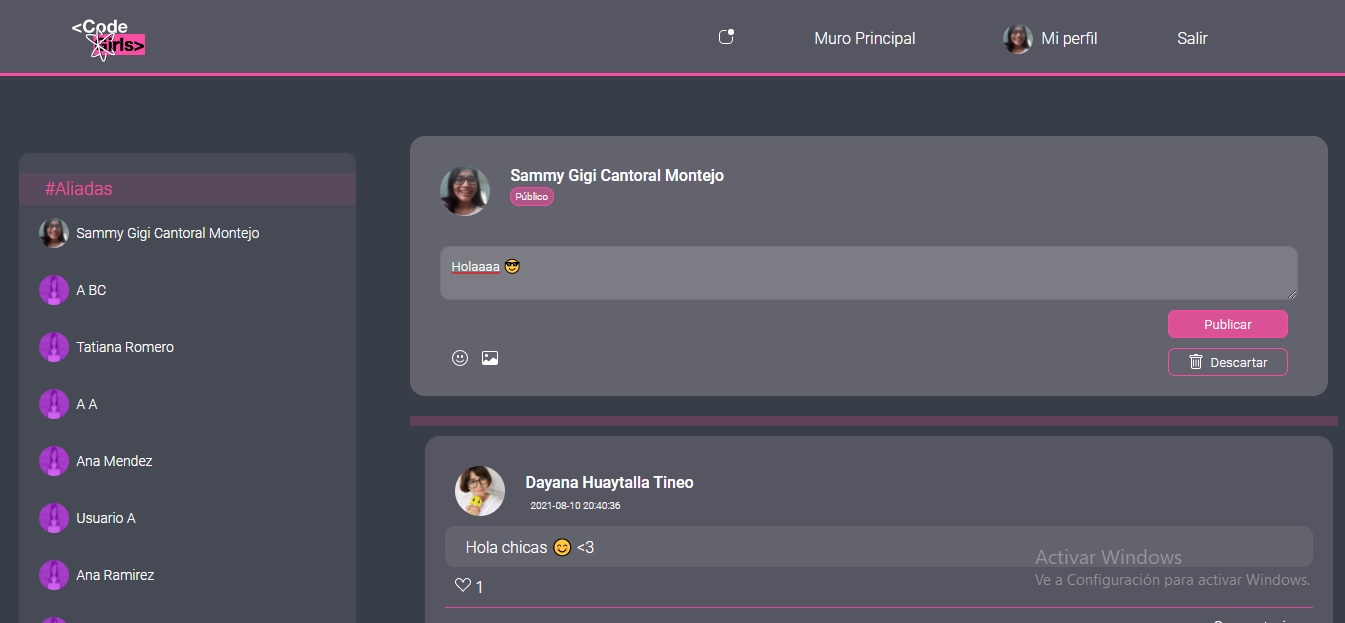 <Code
Girls>
Muro Principal
Mi perfil
Salir
#Aliadas
Sammy Gigi Cantoral Montejo
A BC
Tatiana Romero
A A
Ana Mendez
Usuario A
Ana Ramirez
Sammy Gigi Cantoral Montejo
Público
Holaaaa 😎
Publicar
Descartar
Dayana Huaytalla Tineo
2021-08-10 20:40:36
Hola chicas 😊 <3
1
Activar Windows
Ve a Configuración para activar Windows.